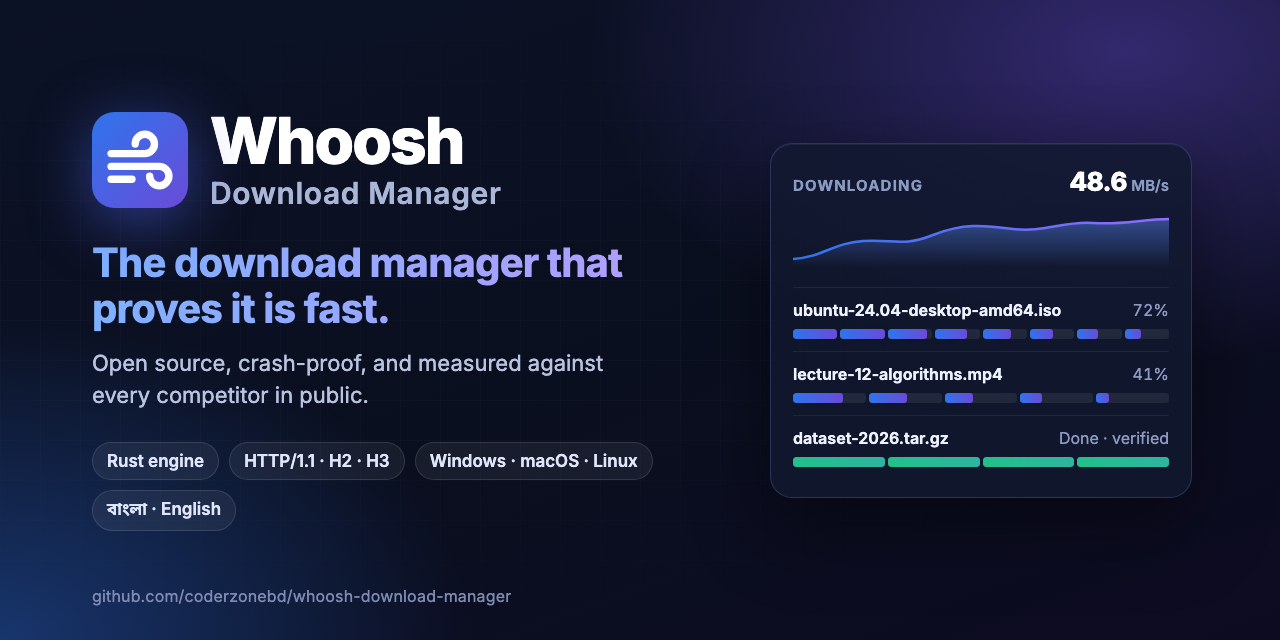 Whoosh
Download Manager
The download manager that
proves it is fast.
Open source, crash-proof, and measured against
every competitor in public.
Rust engine
HTTP/1.1 · H2 · H3
Windows · macOS · Linux
বাংলা · English
github.com/coderzonebd/whoosh-download-manager
DOWNLOADING 48.6 MB/s
ubuntu-24.04-desktop-amd64.iso 72%
lecture-12-algorithms.mp4 41%
dataset-2026.tar.gz Done · verified